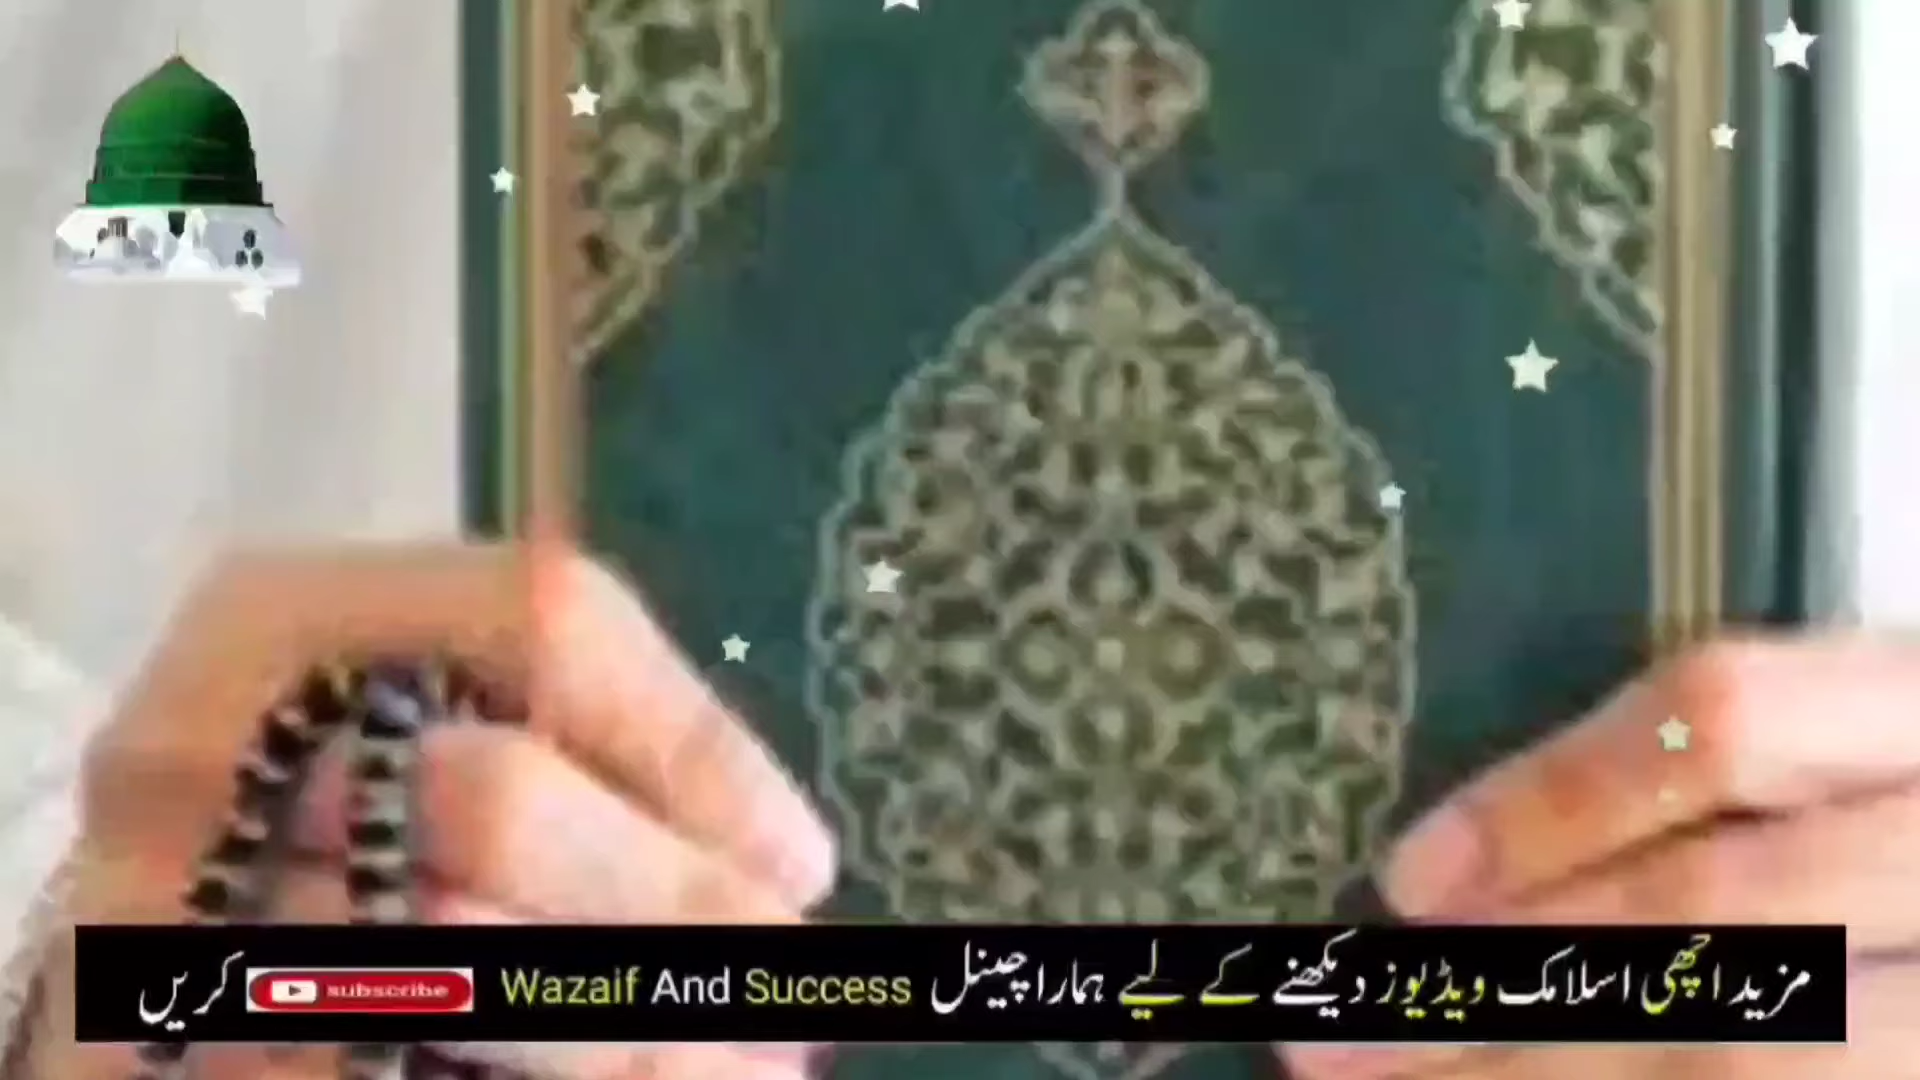 مزید اچھی اسلامک ویڈیوز دیکھنے کے لیے ہمارا چینل Wazaif And Success subscribe کریں